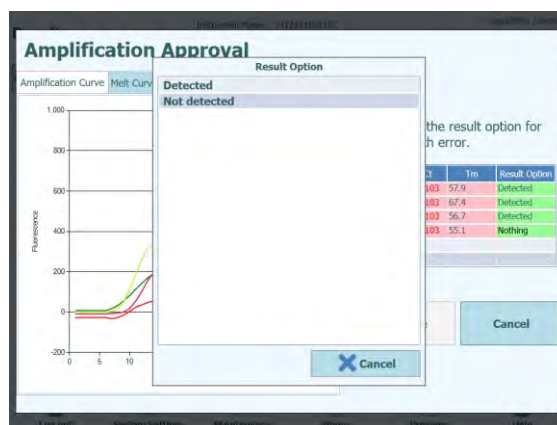 Amplification Approval
Result Option
Amplification Curve Melt Curv
Detected
Not detected
the result option for
h error.
Ct Tm Result Option
103 57.9 Detected
103 67.4 Detected
103 56.7 Detected
103 55.1 Nothing
Fluorescence
1.000
800
600
400
200
0
-200
0 5 10
Cancel
Cancel